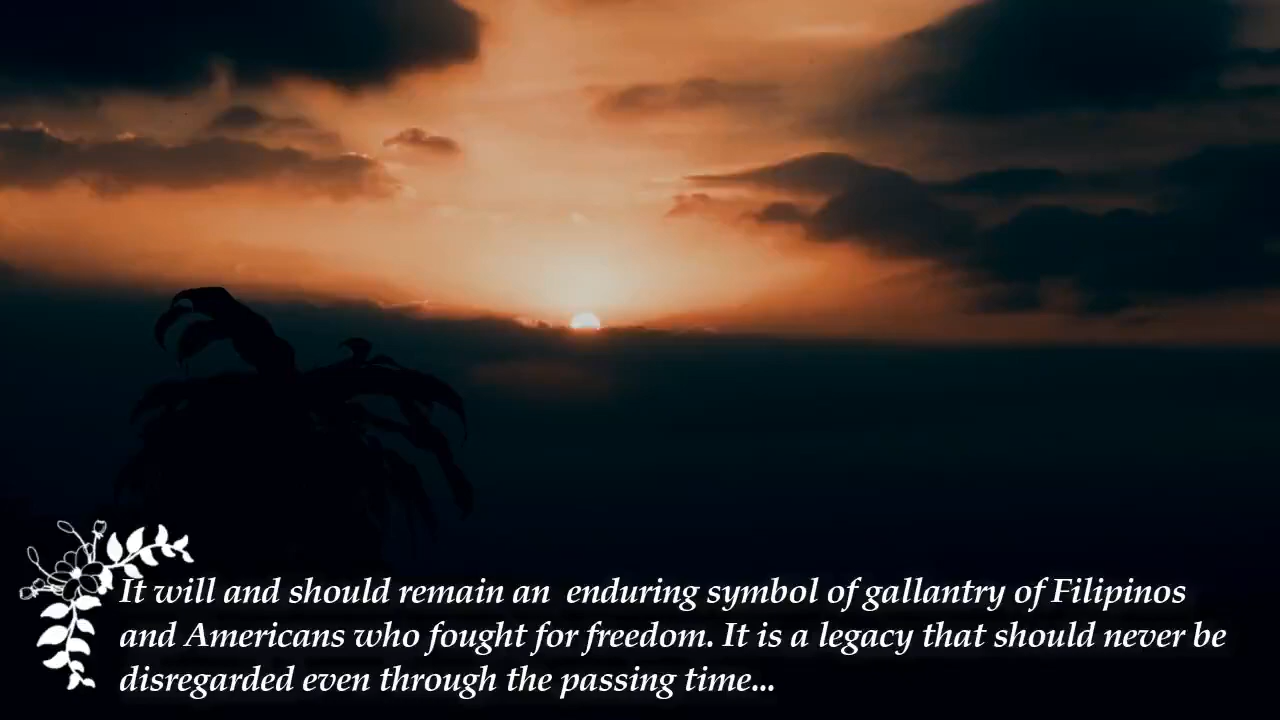 It will and should remain an  enduring symbol of gallantry of Filipinos
and Americans who fought for freedom. It is a legacy that should never be
disregarded even through the passing time...